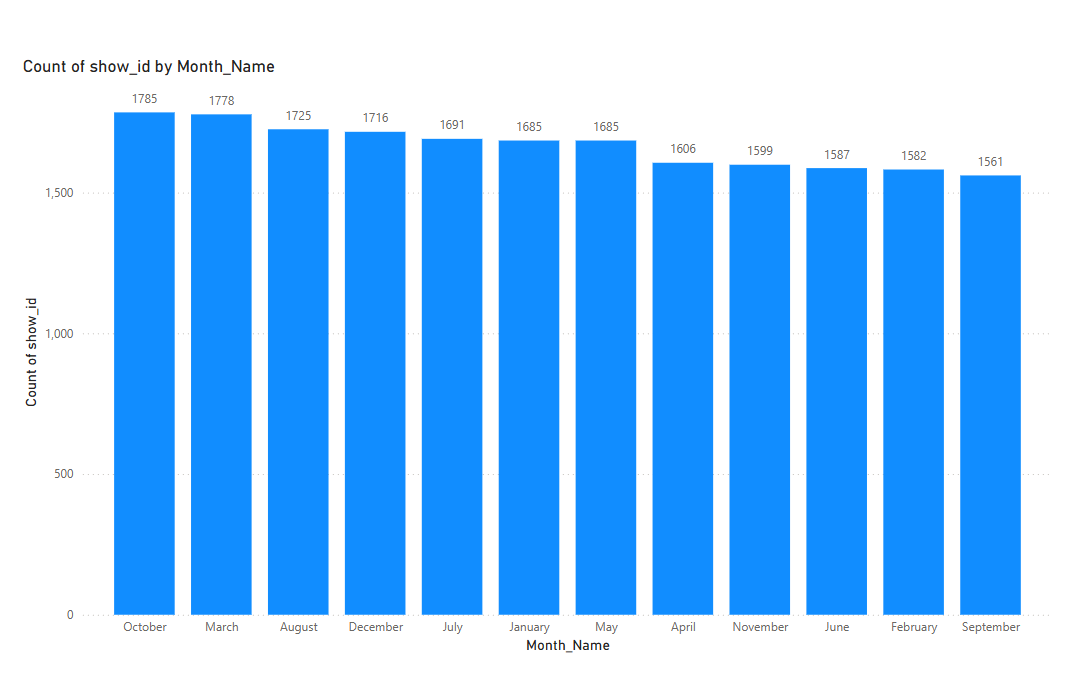 Count of show_id by Month_Name
1785 1778 1725 1716 1691 1685 1685 1606 1599 1587 1582 1561
1,500
1,000
500
0
Count of show_id
October March August December July January May April November June February September
Month_Name